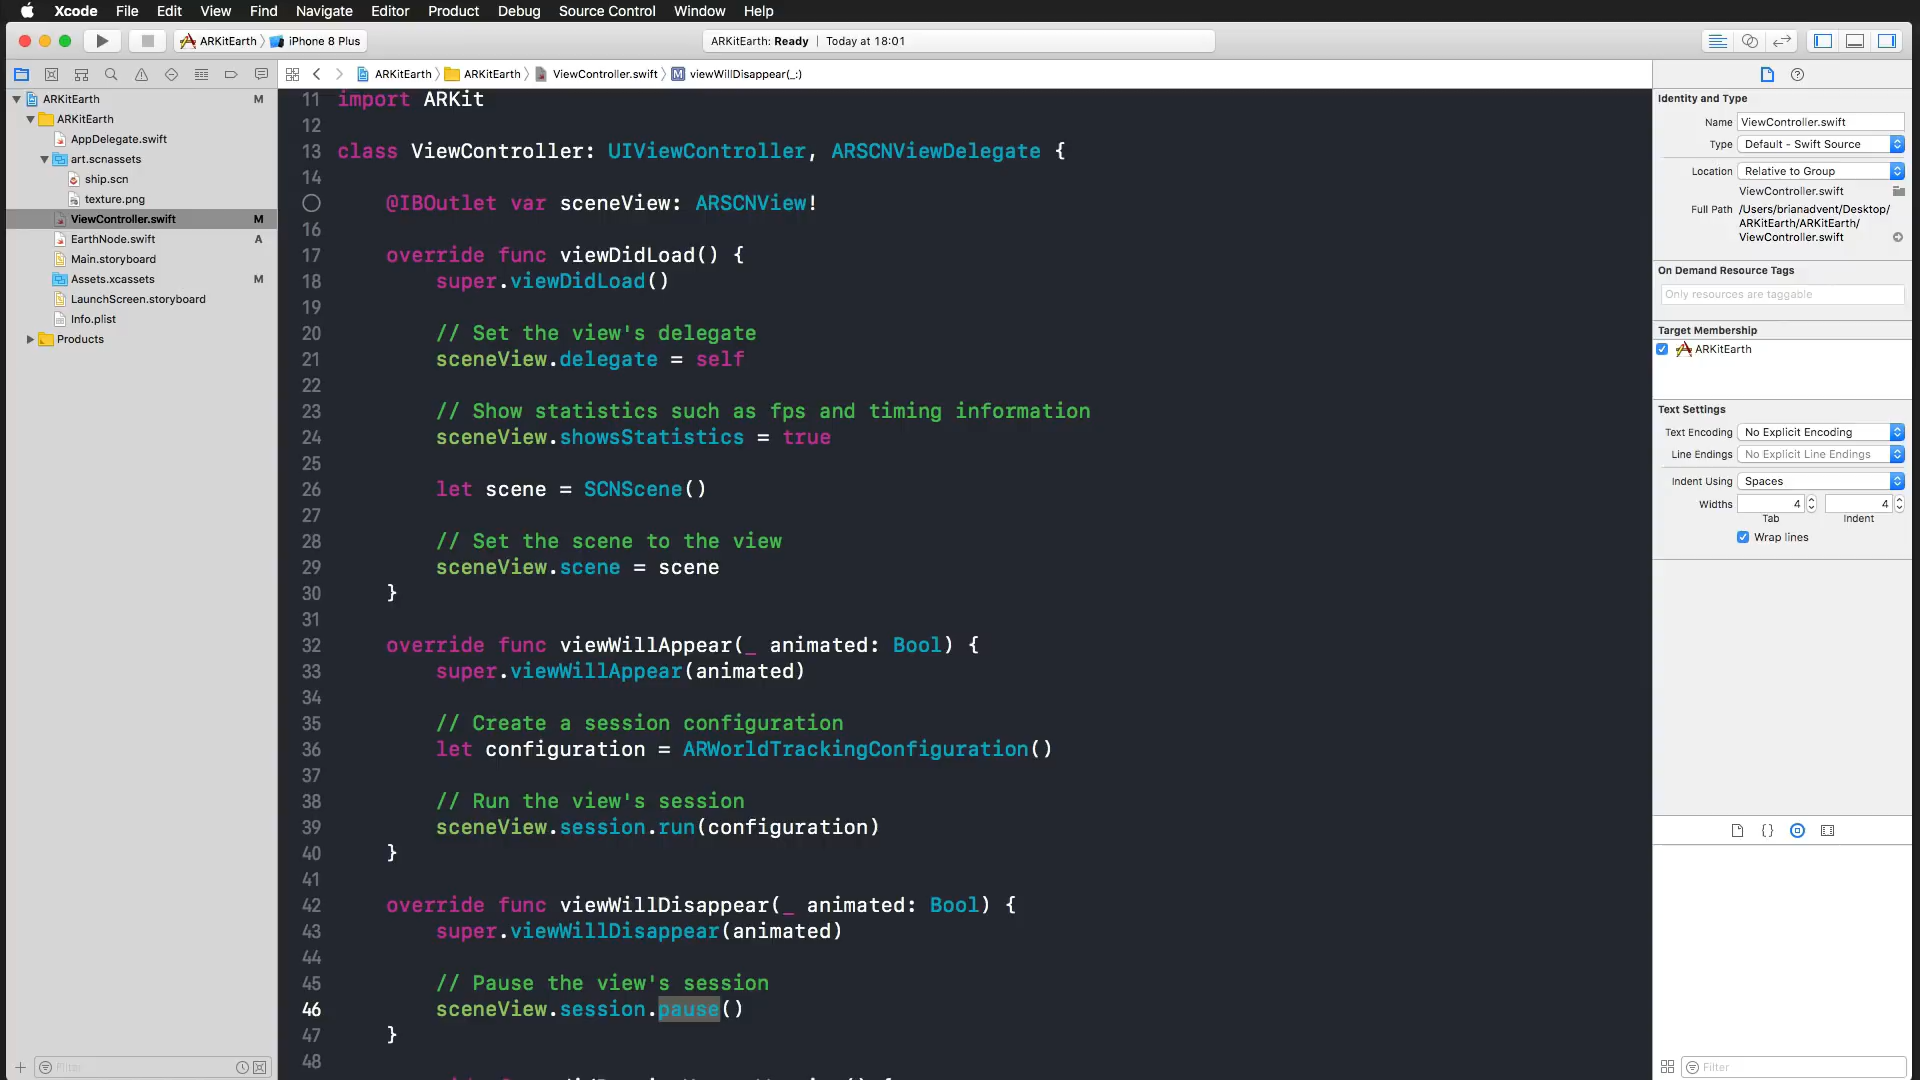 Xcode File Edit View Find Navigate Editor Product Debug Source Control Window Help
ARKitEarth iPhone 8 Plus
ARKitEarth: Ready | Today at 18:01
ARKitEarth ARKitEarth ViewController.swift M viewWillDisappear(_:)
ARKitEarth M
ARKitEarth
AppDelegate.swift
art.scnassets
ship.scn
texture.png
ViewController.swift M
EarthNode.swift A
Main.storyboard
Assets.xcassets M
LaunchScreen.storyboard
Info.plist
Products
Filter
11 import ARKit
12
13 class ViewController: UIViewController, ARSCNViewDelegate {
14
@IBOutlet var sceneView: ARSCNView!
16
17 override func viewDidLoad() {
18 super.viewDidLoad()
19
20 // Set the view's delegate
21 sceneView.delegate = self
22
23 // Show statistics such as fps and timing information
24 sceneView.showsStatistics = true
25
26 let scene = SCNScene()
27
28 // Set the scene to the view
29 sceneView.scene = scene
30 }
31
32 override func viewWillAppear(_ animated: Bool) {
33 super.viewWillAppear(animated)
34
35 // Create a session configuration
36 let configuration = ARWorldTrackingConfiguration()
37
38 // Run the view's session
39 sceneView.session.run(configuration)
40 }
41
42 override func viewWillDisappear(_ animated: Bool) {
43 super.viewWillDisappear(animated)
44
45 // Pause the view's session
46 sceneView.session.pause()
47 }
48
Identity and Type
Name ViewController.swift
Type Default - Swift Source
Location Relative to Group
ViewController.swift
Full Path /Users/brianadvent/Desktop/
ARKitEarth/ARKitEarth/
ViewController.swift
On Demand Resource Tags
Only resources are taggable
Target Membership
ARKitEarth
Text Settings
Text Encoding No Explicit Encoding
Line Endings No Explicit Line Endings
Indent Using Spaces
Widths 4 4
Tab Indent
Wrap lines
Filter